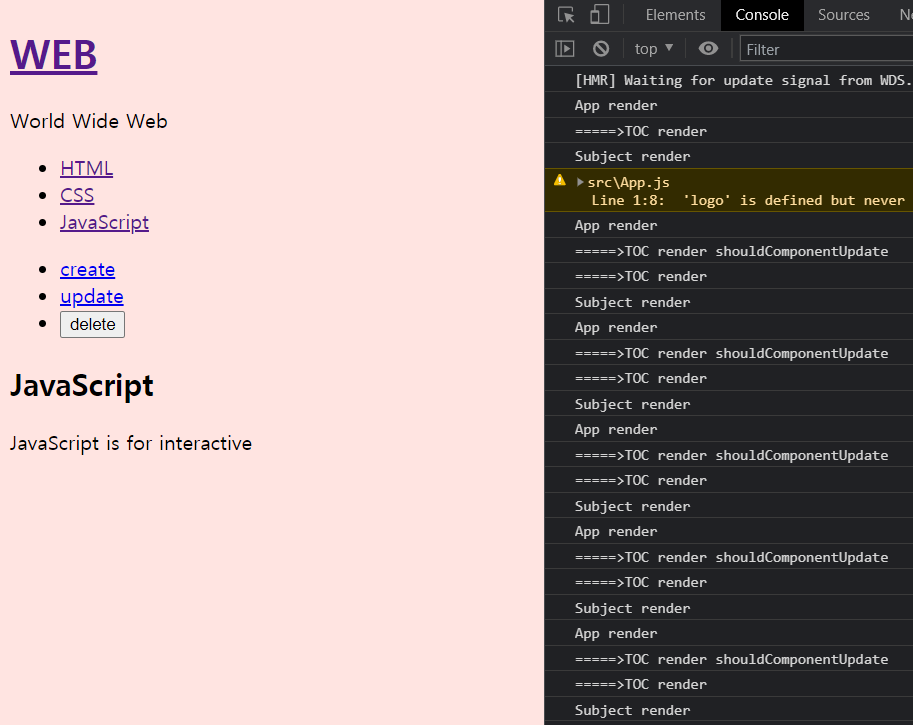 WEB
World Wide Web
HTML
CSS
JavaScript
create
update
delete
JavaScript
JavaScript is for interactive
Elements Console Sources
top ▼ Filter
[HMR] Waiting for update signal from WDS.
App render
=====>TOC render
Subject render
src\App.js
Line 1:8: 'logo' is defined but never
App render
=====>TOC render shouldComponentUpdate
=====>TOC render
Subject render
App render
=====>TOC render shouldComponentUpdate
=====>TOC render
Subject render
App render
=====>TOC render shouldComponentUpdate
=====>TOC render
Subject render
App render
=====>TOC render shouldComponentUpdate
=====>TOC render
Subject render
App render
=====>TOC render shouldComponentUpdate
=====>TOC render
Subject render